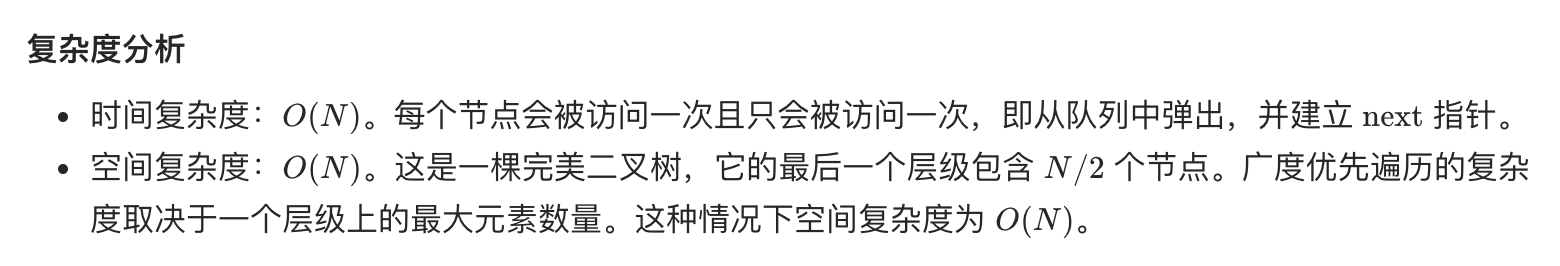 复杂度分析
• 时间复杂度：O(N)。每个节点会被访问一次且只会被访问一次，即从队列中弹出，并建立 next 指针。
• 空间复杂度：O(N)。这是一棵完美二叉树，它的最后一个层级包含 N/2 个节点。广度优先遍历的复杂
度取决于一个层级上的最大元素数量。这种情况下空间复杂度为 O(N)。